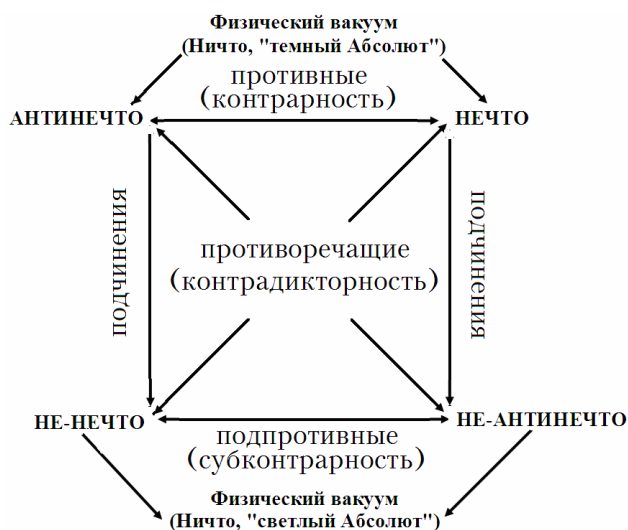 Физический вакуум
(Ничто, "темный Абсолют")
противные
(контрарность)
АНТИНЕЧТО
НЕЧТО
подчинения
противоречащие
(контрадикторность)
подчинения
НЕ-НЕЧТО
НЕ-АНТИНЕЧТО
подпротивные
(субконтрарность)
Физический вакуум
(Ничто, "светлый Абсолют")